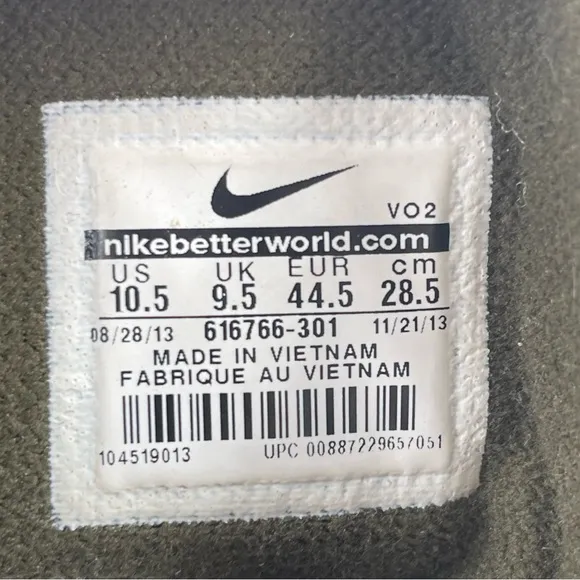 VO2
nikebetterworld.com
US UK EUR cm
10.5 9.5 44.5 28.5
08/28/13 616766-301 11/21/13
MADE IN VIETNAM
FABRIQUE AU VIETNAM
104519013 UPC 00887229657051